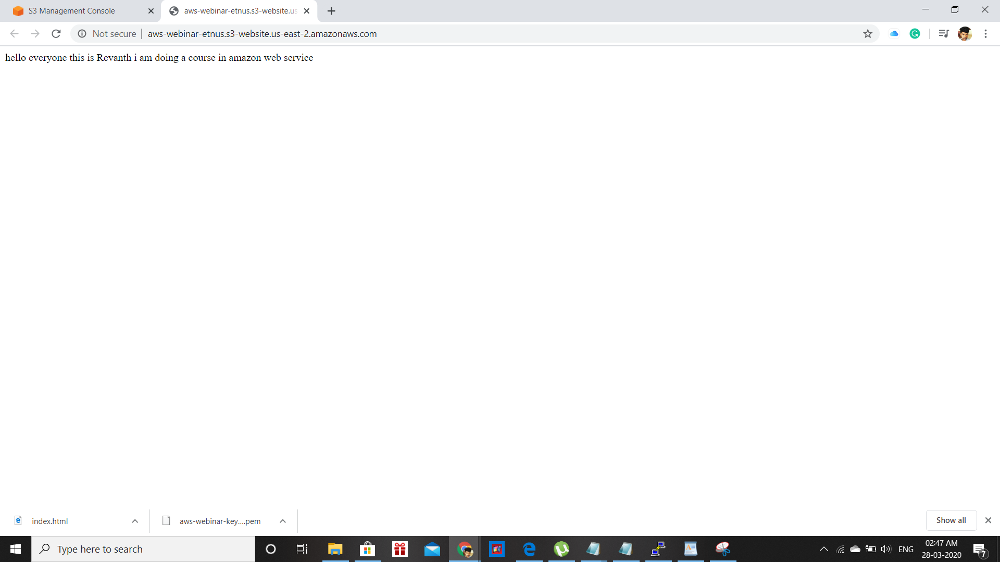 S3 Management Console
aws-webinar-etnus.s3-website.us
Not secure
aws-webinar-etnus.s3-website.us-east-2.amazonaws.com
hello everyone this is Revanth i am doing a course in amazon web service
index.html
aws-webinar-key....pem
Show all
Type here to search
ENG
02:47 AM
28-03-2020
7